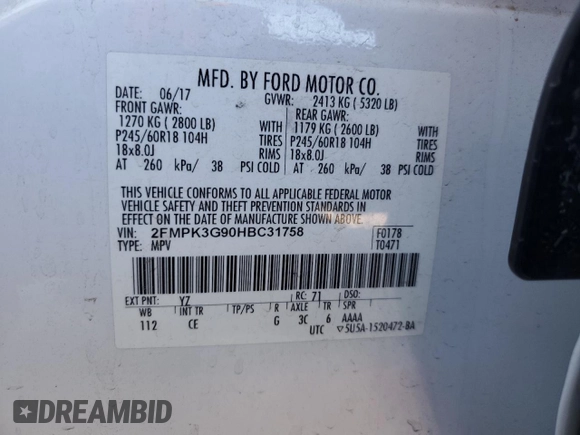 MFD. BY FORD MOTOR CO.
DATE: 06/17 GVWR: 2413 KG ( 5320 LB)
FRONT GAWR: REAR GAWR:
1270 KG ( 2800 LB) WITH 1179 KG ( 2600 LB) WITH
P245/60R18 104H TIRES P245/60R18 104H TIRES
18x8.0J RIMS 18x8.0J RIMS
AT 260 kPa/ 38 PSI COLD AT 260 kPa/ 38 PSI COLD
THIS VEHICLE CONFORMS TO ALL APPLICABLE FEDERAL MOTOR
VEHICLE SAFETY AND THEFT PREVENTION STANDARDS IN
EFFECT ON THE DATE OF MANUFACTURE SHOWN ABOVE.
VIN: 2FMPK3G90HBC31758 F0178
TYPE: MPV T0471
EXT PNT: YZ RC: 71 DSO:
WB INT TR TP/PS R AXLE TR SPR
112 CE G 3C 6 AAAA
UTC ▽5U5A-1520472-BA
DREAMBID